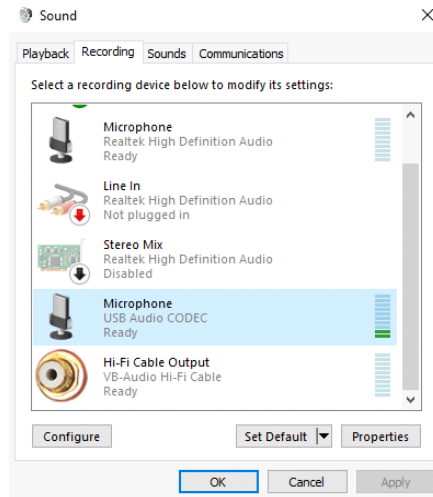 Sound
Playback Recording Sounds Communications
Select a recording device below to modify its settings:
Microphone
Realtek High Definition Audio
Ready
Line In
Realtek High Definition Audio
Not plugged in
Stereo Mix
Realtek High Definition Audio
Disabled
Microphone
USB Audio CODEC
Ready
Hi-Fi Cable Output
VB-Audio Hi-Fi Cable
Ready
Configure Set Default Properties
OK Cancel Apply